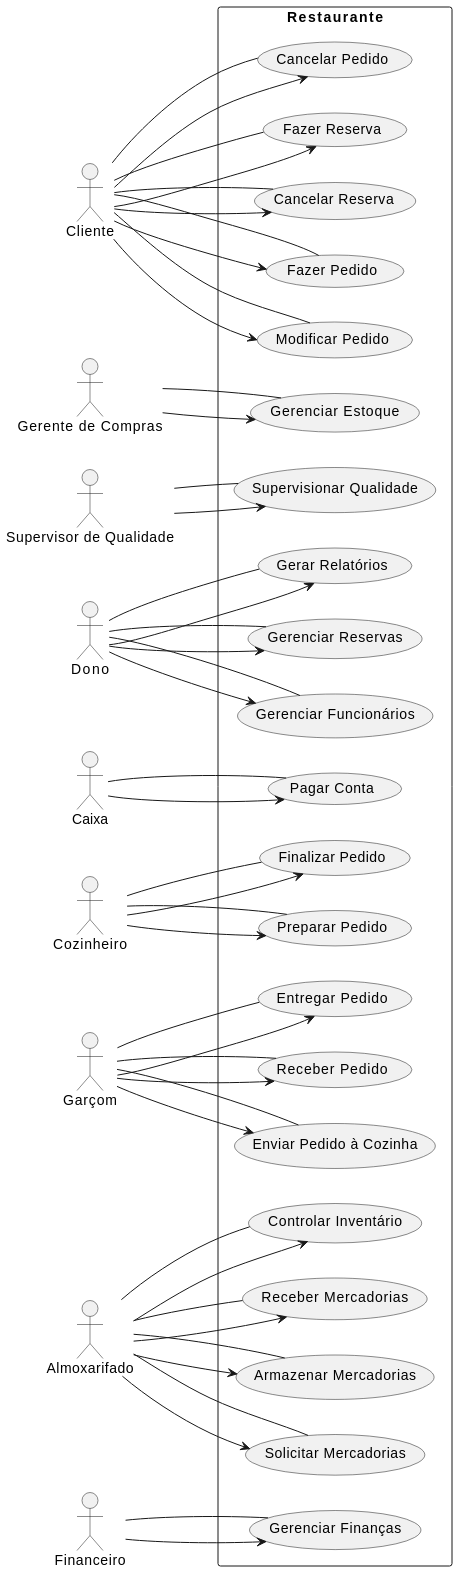 Restaurante
Cancelar Pedido
Fazer Reserva
Cancelar Reserva
Cliente
Fazer Pedido
Modificar Pedido
Gerenciar Estoque
Gerente de Compras
Supervisionar Qualidade
Supervisor de Qualidade
Gerar Relatórios
Gerenciar Reservas
Dono
Gerenciar Funcionários
Pagar Conta
Caixa
Finalizar Pedido
Preparar Pedido
Cozinheiro
Entregar Pedido
Receber Pedido
Garçom
Enviar Pedido à Cozinha
Controlar Inventário
Receber Mercadorias
Almoxarifado
Armazenar Mercadorias
Solicitar Mercadorias
Gerenciar Finanças
Financeiro